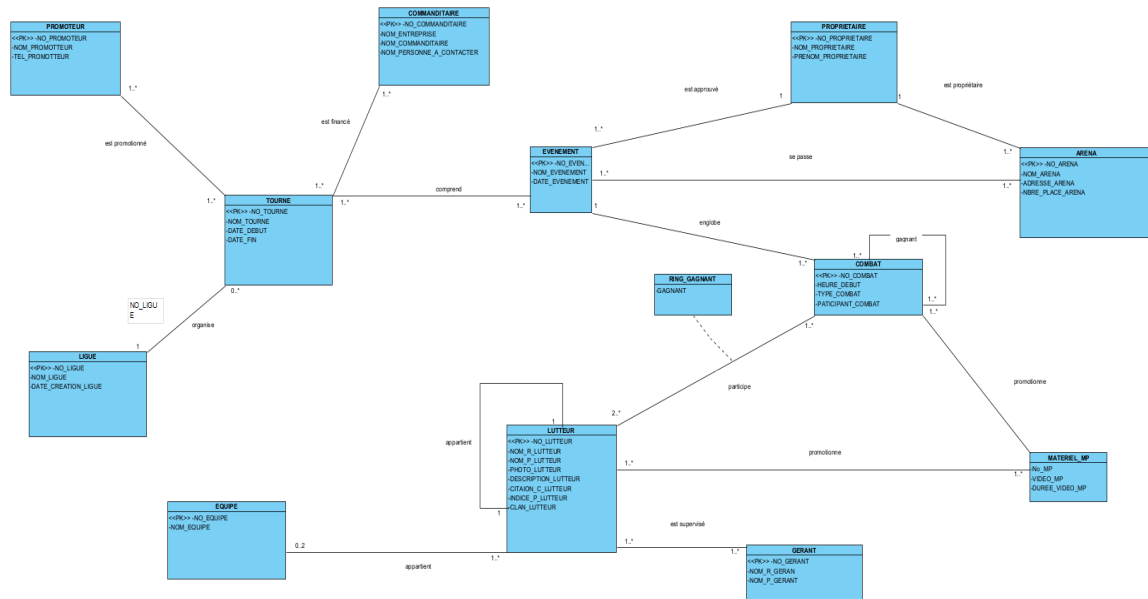 PROMOTEUR
<<PK>> -NO_PROMOTEUR
-NOM_PROMOTTEUR
-TEL_PROMOTTEUR
1..*
est promotionné
1..*
COMMANDITAIRE
<<PK>> -NO_COMMANDITAIRE
-NOM_ENTREPRISE
-NOM_COMMANDITAIRE
-NOM_PERSONNE_A_CONTACTER
1..*
est financé
1..*
PROPRIETAIRE
<<PK>> -NO_PROPRIETAIRE
-NOM_PROPRIETAIRE
-PRENOM_PROPRIETAIRE
1
est approuvé
1..*
1
est propriétaire
1..*
EVENEMENT
<<PK>> -NO_EVEN...
-NOM_EVENEMENT
-DATE_EVENEMENT
1..*
se passe
1..*
ARENA
<<PK>> -NO_ARENA
-NOM_ARENA
-ADRESSE_ARENA
-NBRE_PLACE_ARENA
TOURNE
<<PK>> -NO_TOURNE
-NOM_TOURNE
-DATE_DEBUT
-DATE_FIN
1..*
comprend
1..*
1
englobe
1..*
0..*
NO_LIGU
E
organise
1
LIGUE
<<PK>> -NO_LIGUE
-NOM_LIGUE
-DATE_CREATION_LIGUE
1..*
gagnant
1..*
COMBAT
<<PK>> -NO_COMBAT
-HEURE_DEBUT
-TYPE_COMBAT
-PATICIPANT_COMBAT
RING_GAGNANT
-GAGNANT
1..*
participe
2..*
1..*
promotionne
1..*
LUTTEUR
<<PK>> -NO_LUTTEUR
-NOM_R_LUTTEUR
-NOM_P_LUTTEUR
-PHOTO_LUTTEUR
-DESCRIPTION_LUTTEUR
-CITAION_C_LUTTEUR
-INDICE_P_LUTTEUR
-CLAN_LUTTEUR
1
appartient
1
1..*
promotionne
MATERIEL_MP
-No_MP
-VIDEO_MP
-DUREE_VIDEO_MP
EQUIPE
<<PK>> -NO_EQUIPE
-NOM_EQUIPE
0..2
appartient
1..*
1..*
est supervisé
1..*
GERANT
<<PK>> -NO_GERANT
-NOM_R_GERAN
-NOM_P_GERANT